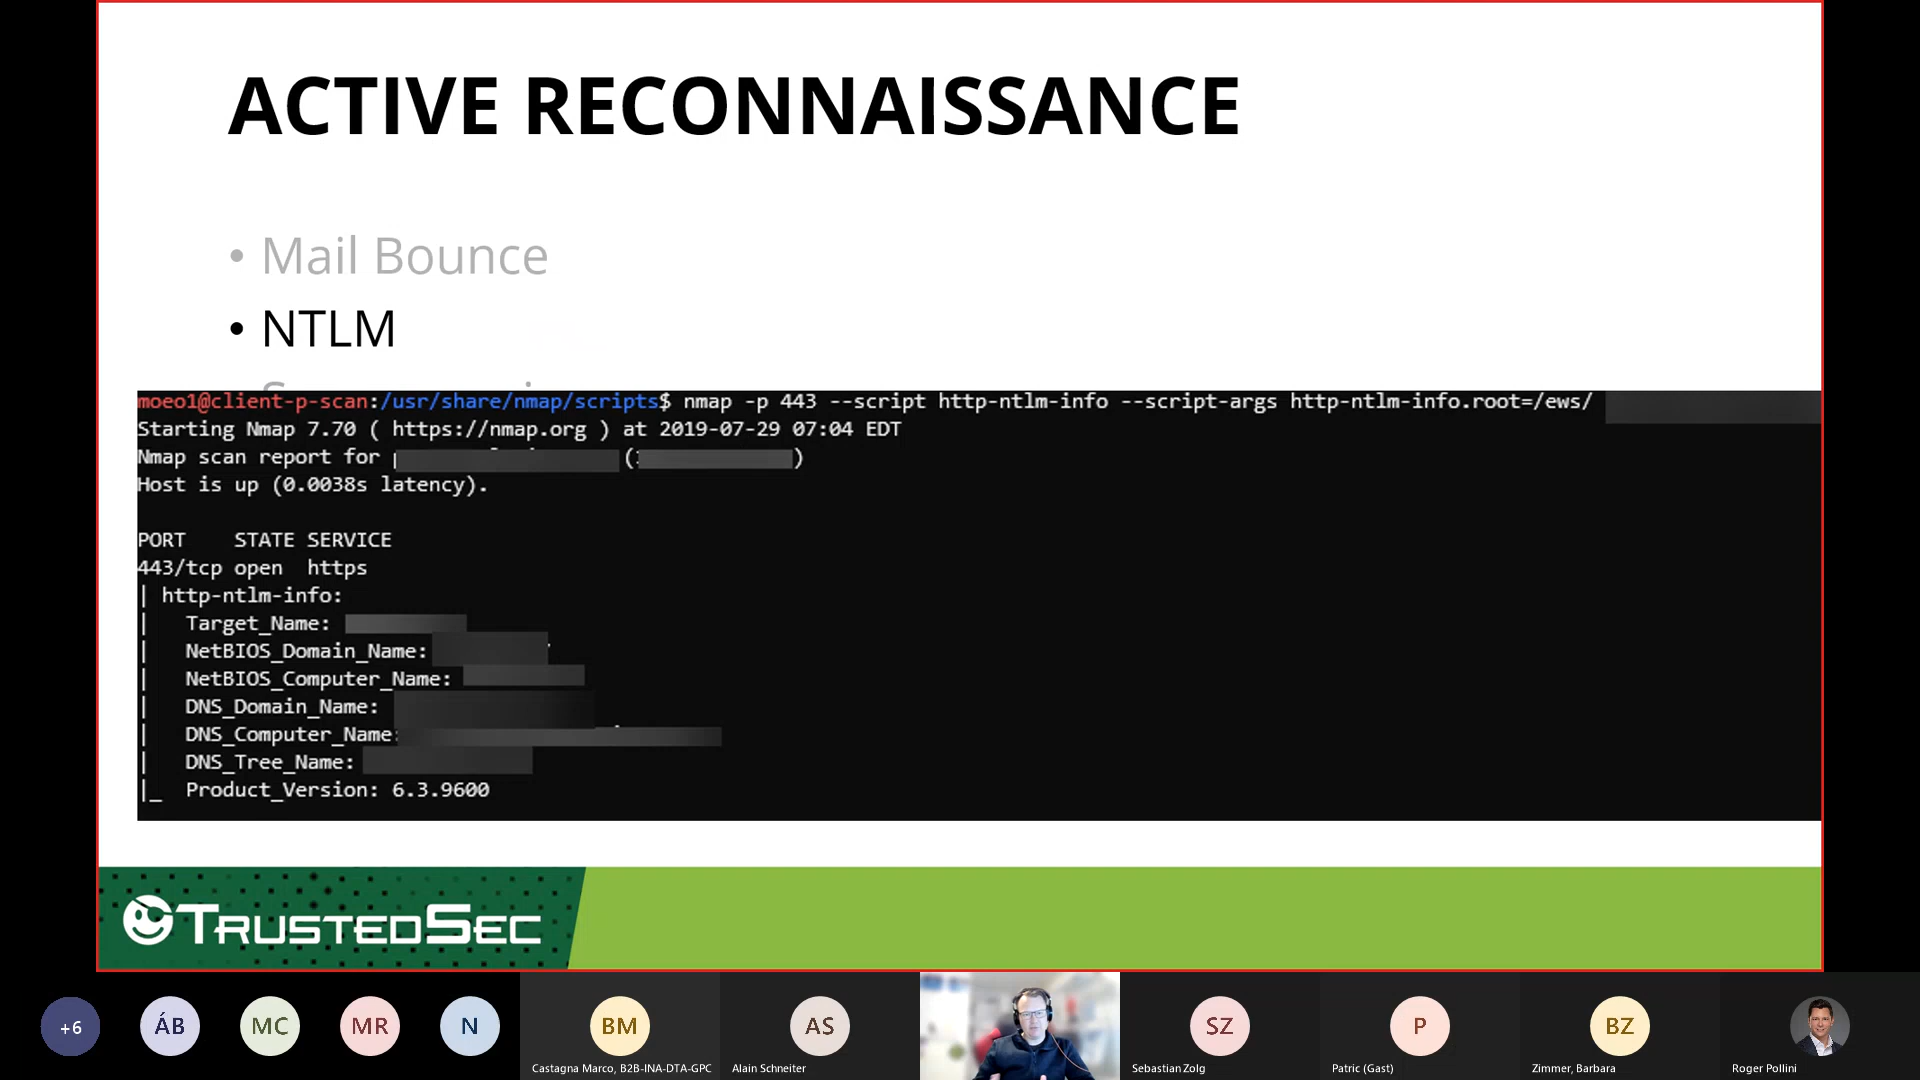 ACTIVE RECONNAISSANCE
• Mail Bounce
• NTLM
moeo1@client-p-scan:/usr/share/nmap/scripts$ nmap -p 443 --script http-ntlm-info --script-args http-ntlm-info.root=/ews/
Starting Nmap 7.70 ( https://nmap.org ) at 2019-07-29 07:04 EDT
Nmap scan report for ( )
Host is up (0.0038s latency).
PORT STATE SERVICE
443/tcp open https
| http-ntlm-info:
| Target_Name:
| NetBIOS_Domain_Name:
| NetBIOS_Computer_Name:
| DNS_Domain_Name:
| DNS_Computer_Name:
| DNS_Tree_Name:
|_ Product_Version: 6.3.9600
TRUSTEDSEC
+6
ÁB
MC
MR
N
BM
AS
SZ
P
BZ
Castagna Marco, B2B-INA-DTA-GPC
Alain Schneiter
Sebastian Zolg
Patric (Gast)
Zimmer, Barbara
Roger Pollini